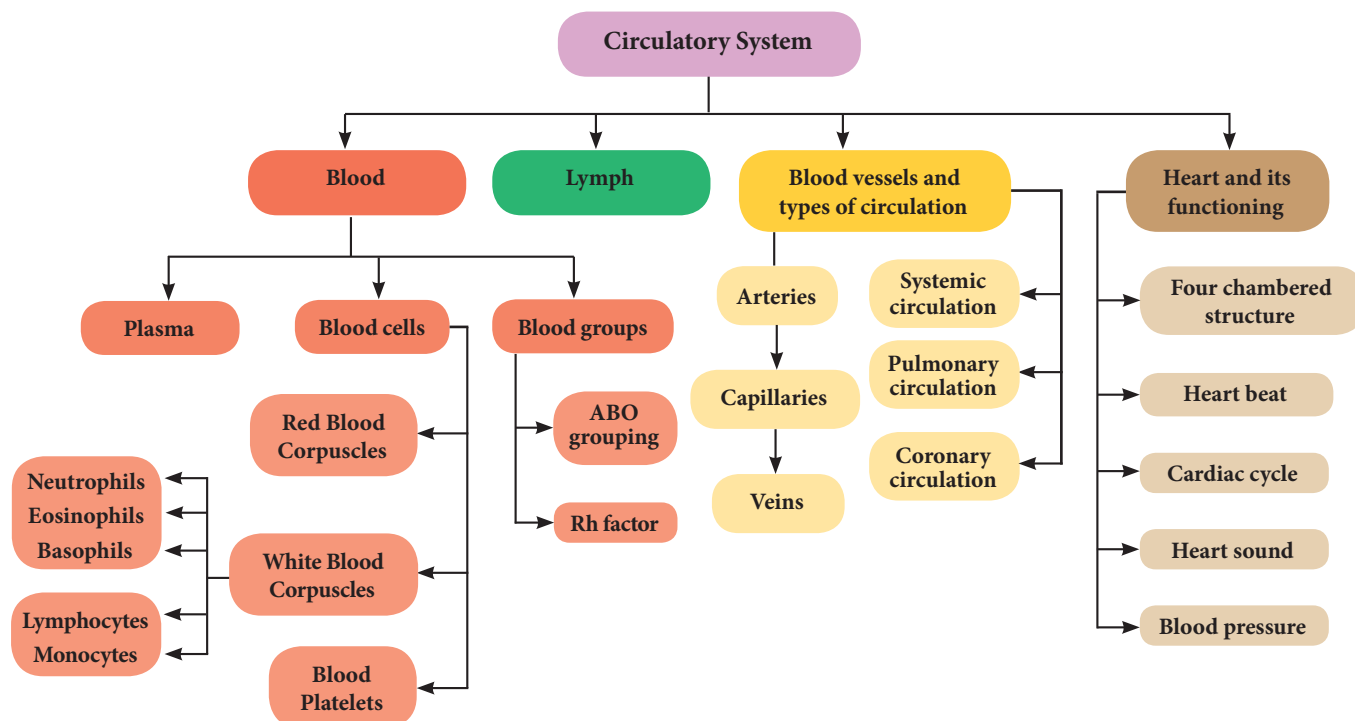 Circulatory System
Blood
Lymph
Blood vessels and
types of circulation
Heart and its
functioning
Plasma
Blood cells
Blood groups
Red Blood
Corpuscles
White Blood
Corpuscles
Blood
Platelets
Neutrophils
Eosinophils
Basophils
Lymphocytes
Monocytes
ABO
grouping
Rh factor
Arteries
Capillaries
Veins
Systemic
circulation
Pulmonary
circulation
Coronary
circulation
Four chambered
structure
Heart beat
Cardiac cycle
Heart sound
Blood pressure